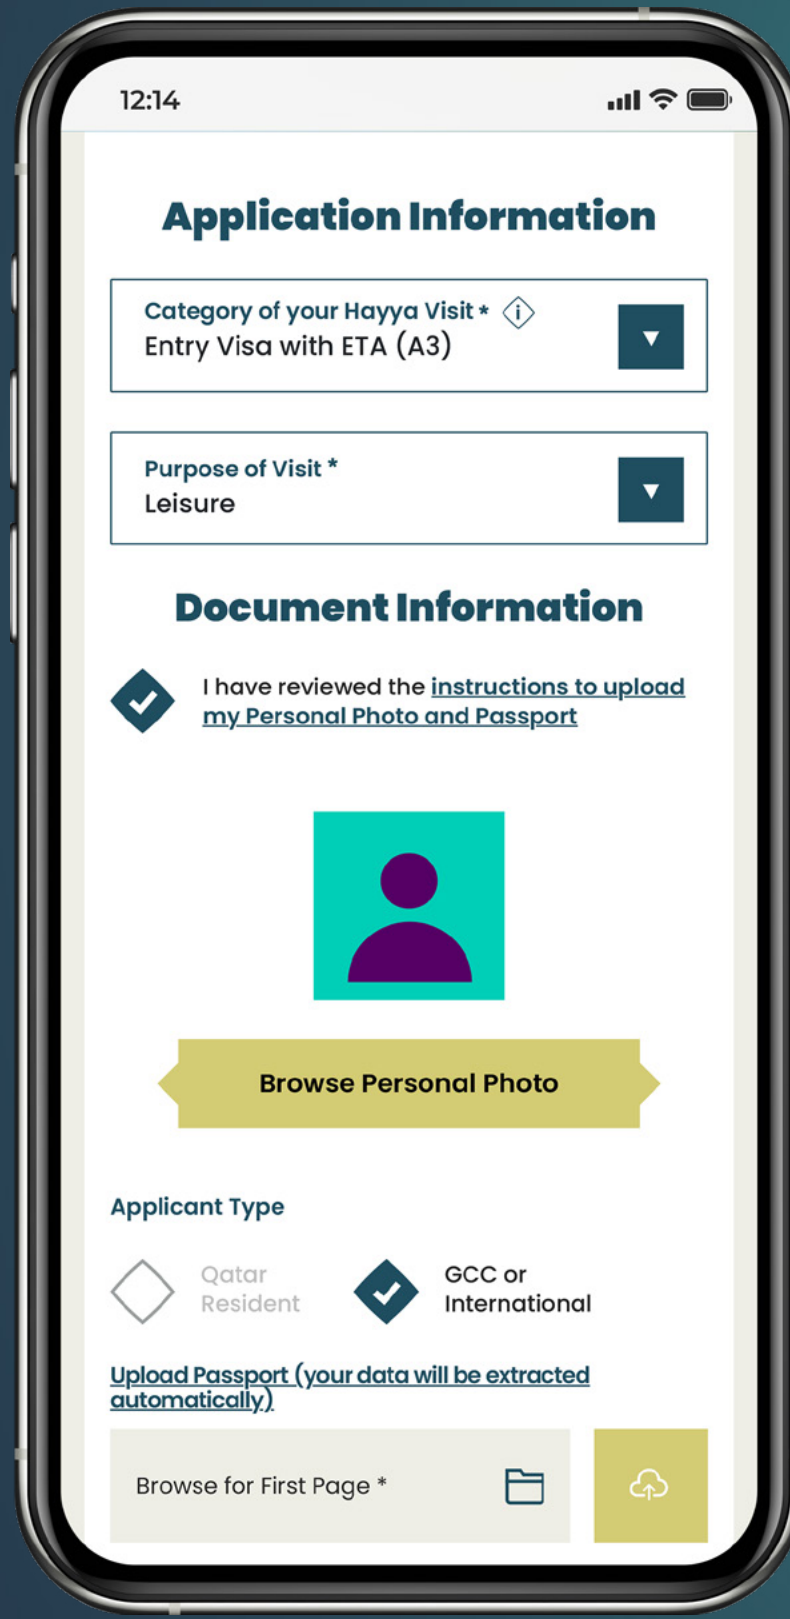 12:14
Application Information
Category of your Hayya Visit * i
Entry Visa with ETA (A3)
Purpose of Visit *
Leisure
Document Information
I have reviewed the instructions to upload
my Personal Photo and Passport
Browse Personal Photo
Applicant Type
Qatar
Resident
GCC or
International
Upload Passport (your data will be extracted
automatically)
Browse for First Page *